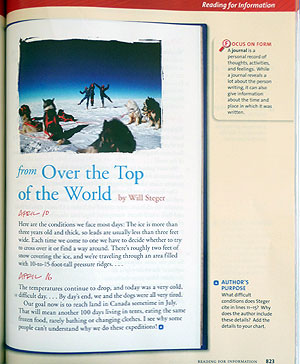 Reading for Information
FOCUS ON FORM
A journal is a
personal record of
thoughts, activities,
and feelings. While
a journal reveals a
lot about the person
writing, it can also
give information
about the time and
place in which it was
written.
from Over the Top
of the World by Will Steger
APRIL 10
Here are the conditions we face most days: The ice is more than
three years old and thick, so leads are usually less than three feet
wide. Each time we come to one we have to decide whether to try
to cross over it or find a way around. There's roughly two feet of
snow covering the ice, and we're traveling through an area filled
with 10-to-15-foot-tall pressure ridges. . . .
APRIL 16
The temperatures continue to drop, and today was a very cold,
difficult day. . . . By day's end, we and the dogs were all very tired.
Our goal now is to reach land in Canada sometime in July.
That will mean another 100 days living in tents, eating the same
frozen food, rarely bathing or changing clothes. I see why some
people can't understand why we do these expeditions!
AUTHOR'S
PURPOSE
What difficult
conditions does Steger
cite in lines 11–15? Why
does the author include
these details? Add the
details to your chart.
READING FOR INFORMATION 823